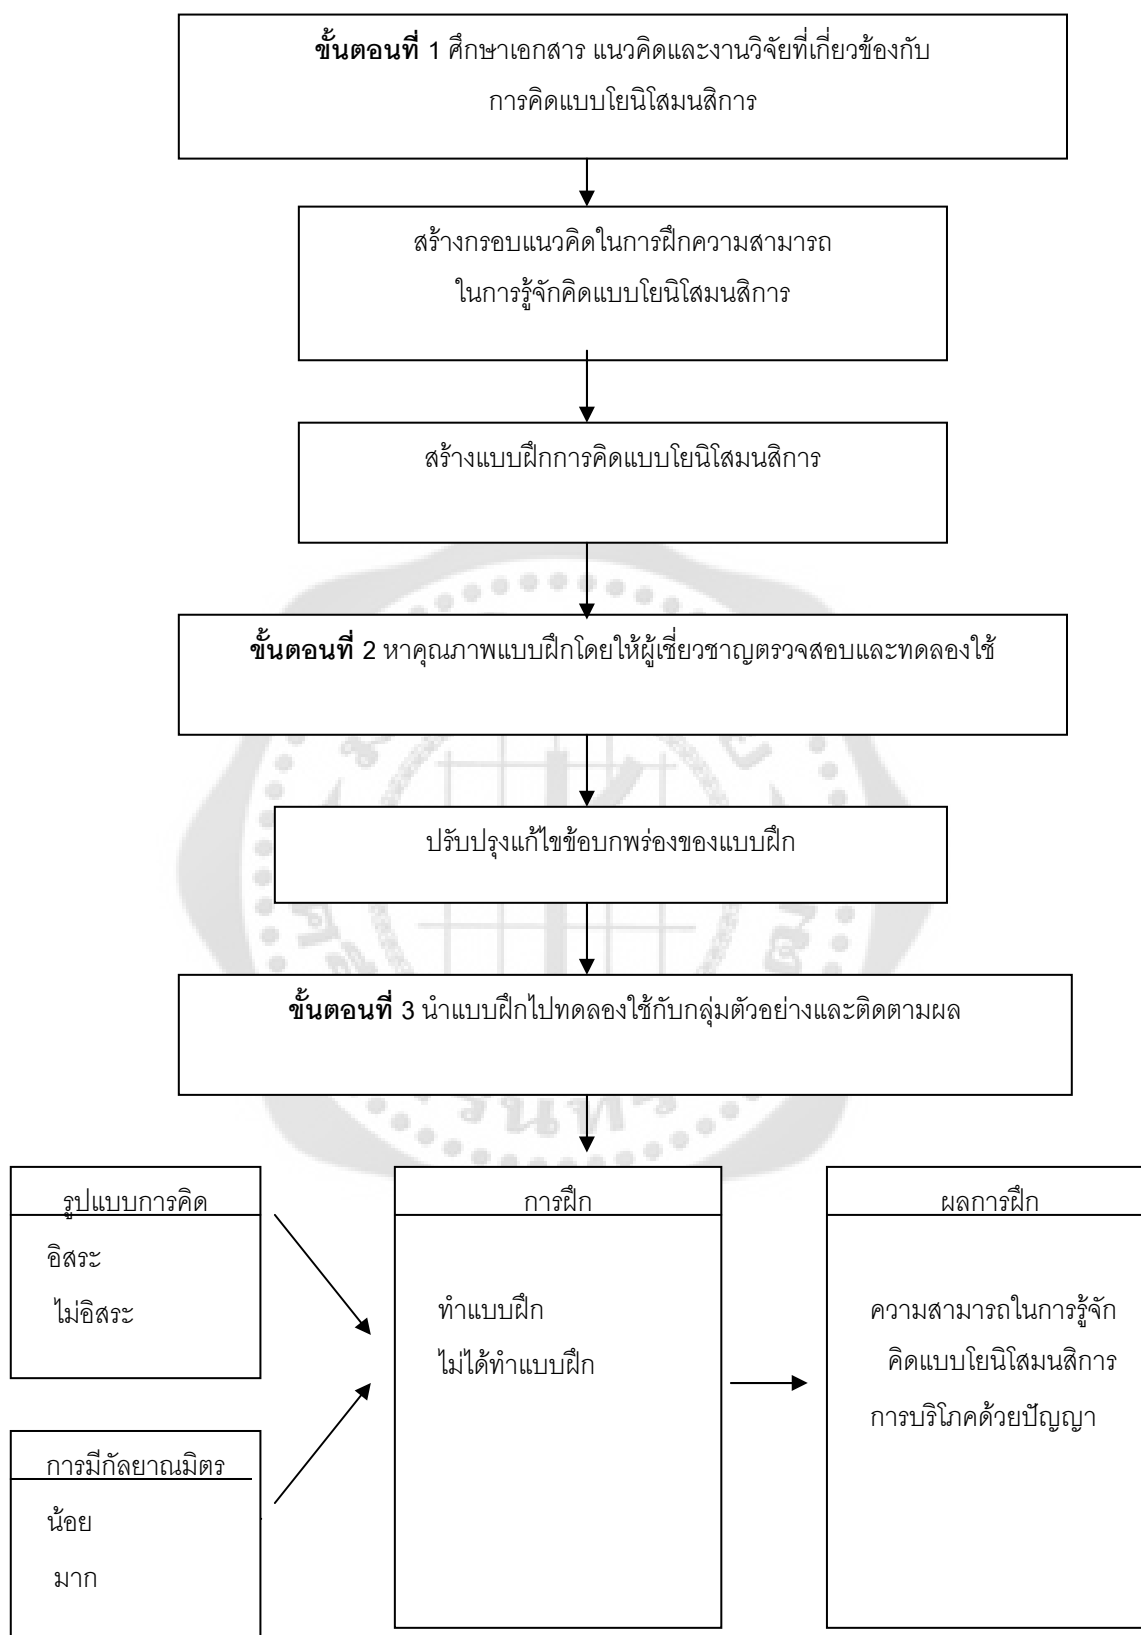 ขั้นตอนที่ 1 ศึกษาเอกสาร แนวคิดและงานวิจัยที่เกี่ยวข้องกับ
การคิดแบบโยนิโสมนสิการ
สร้างกรอบแนวคิดในการฝึกความสามารถ
ในการรู้จักคิดแบบโยนิโสมนสิการ
สร้างแบบฝึกการคิดแบบโยนิโสมนสิการ
ขั้นตอนที่ 2 หาคุณภาพแบบฝึกโดยให้ผู้เชี่ยวชาญตรวจสอบและทดลองใช้
ปรับปรุงแก้ไขข้อบกพร่องของแบบฝึก
ขั้นตอนที่ 3 นำแบบฝึกไปทดลองใช้กับกลุ่มตัวอย่างและติดตามผล
รูปแบบการคิด
อิสระ
ไม่อิสระ
การมีกัลยาณมิตร
น้อย
มาก
การฝึก
ทำแบบฝึก
ไม่ได้ทำแบบฝึก
ผลการฝึก
ความสามารถในการรู้จัก
คิดแบบโยนิโสมนสิการ
การบริโภคด้วยปัญญา